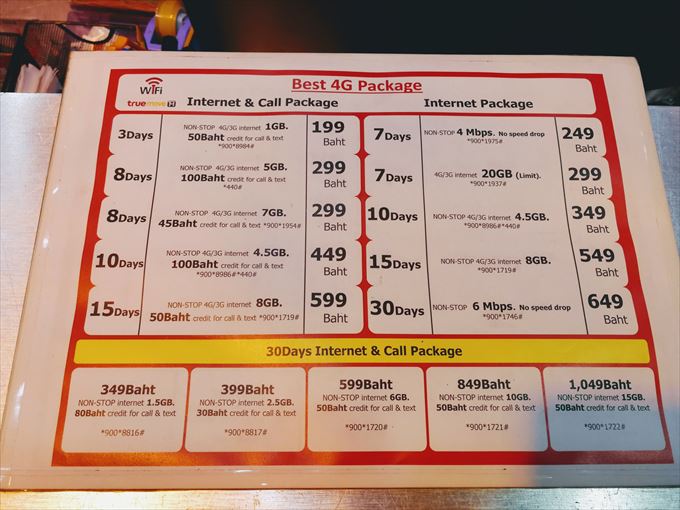 Best 4G Package
WiFi
truemove H
Internet & Call Package
3Days
NON-STOP 4G/3G internet 1GB.
50Baht credit for call & text
*900*8984#
199
Baht
8Days
NON-STOP 4G/3G internet 5GB.
100Baht credit for call & text
*440#
299
Baht
8Days
NON-STOP 4G/3G internet 7GB.
45Baht credit for call & text *900*1954#
299
Baht
10Days
NON-STOP 4G/3G internet 4.5GB.
100Baht credit for call & text
*900*8986#*440#
449
Baht
15Days
NON-STOP 4G/3G internet 8GB.
50Baht credit for call & text *900*1719#
599
Baht
Internet Package
7Days
NON-STOP 4 Mbps. No speed drop
*900*1975#
249
Baht
7Days
4G/3G internet 20GB (Limit).
*900*1937#
299
Baht
10Days
NON-STOP 4G/3G internet 4.5GB.
*900*8986#*440#
349
Baht
15Days
NON-STOP 4G/3G internet 8GB.
*900*1719#
549
Baht
30Days
NON-STOP 6 Mbps. No speed drop
*900*1746#
649
Baht
30Days Internet & Call Package
349Baht
NON-STOP internet 1.5GB.
80Baht credit for call & text
*900*8816#
399Baht
NON-STOP internet 2.5GB.
30Baht credit for call & text
*900*8817#
599Baht
NON-STOP internet 6GB.
50Baht credit for call & text
*900*1720#
849Baht
NON-STOP internet 10GB.
50Baht credit for call & text
*900*1721#
1,049Baht
NON-STOP internet 15GB.
50Baht credit for call & text
*900*1722#